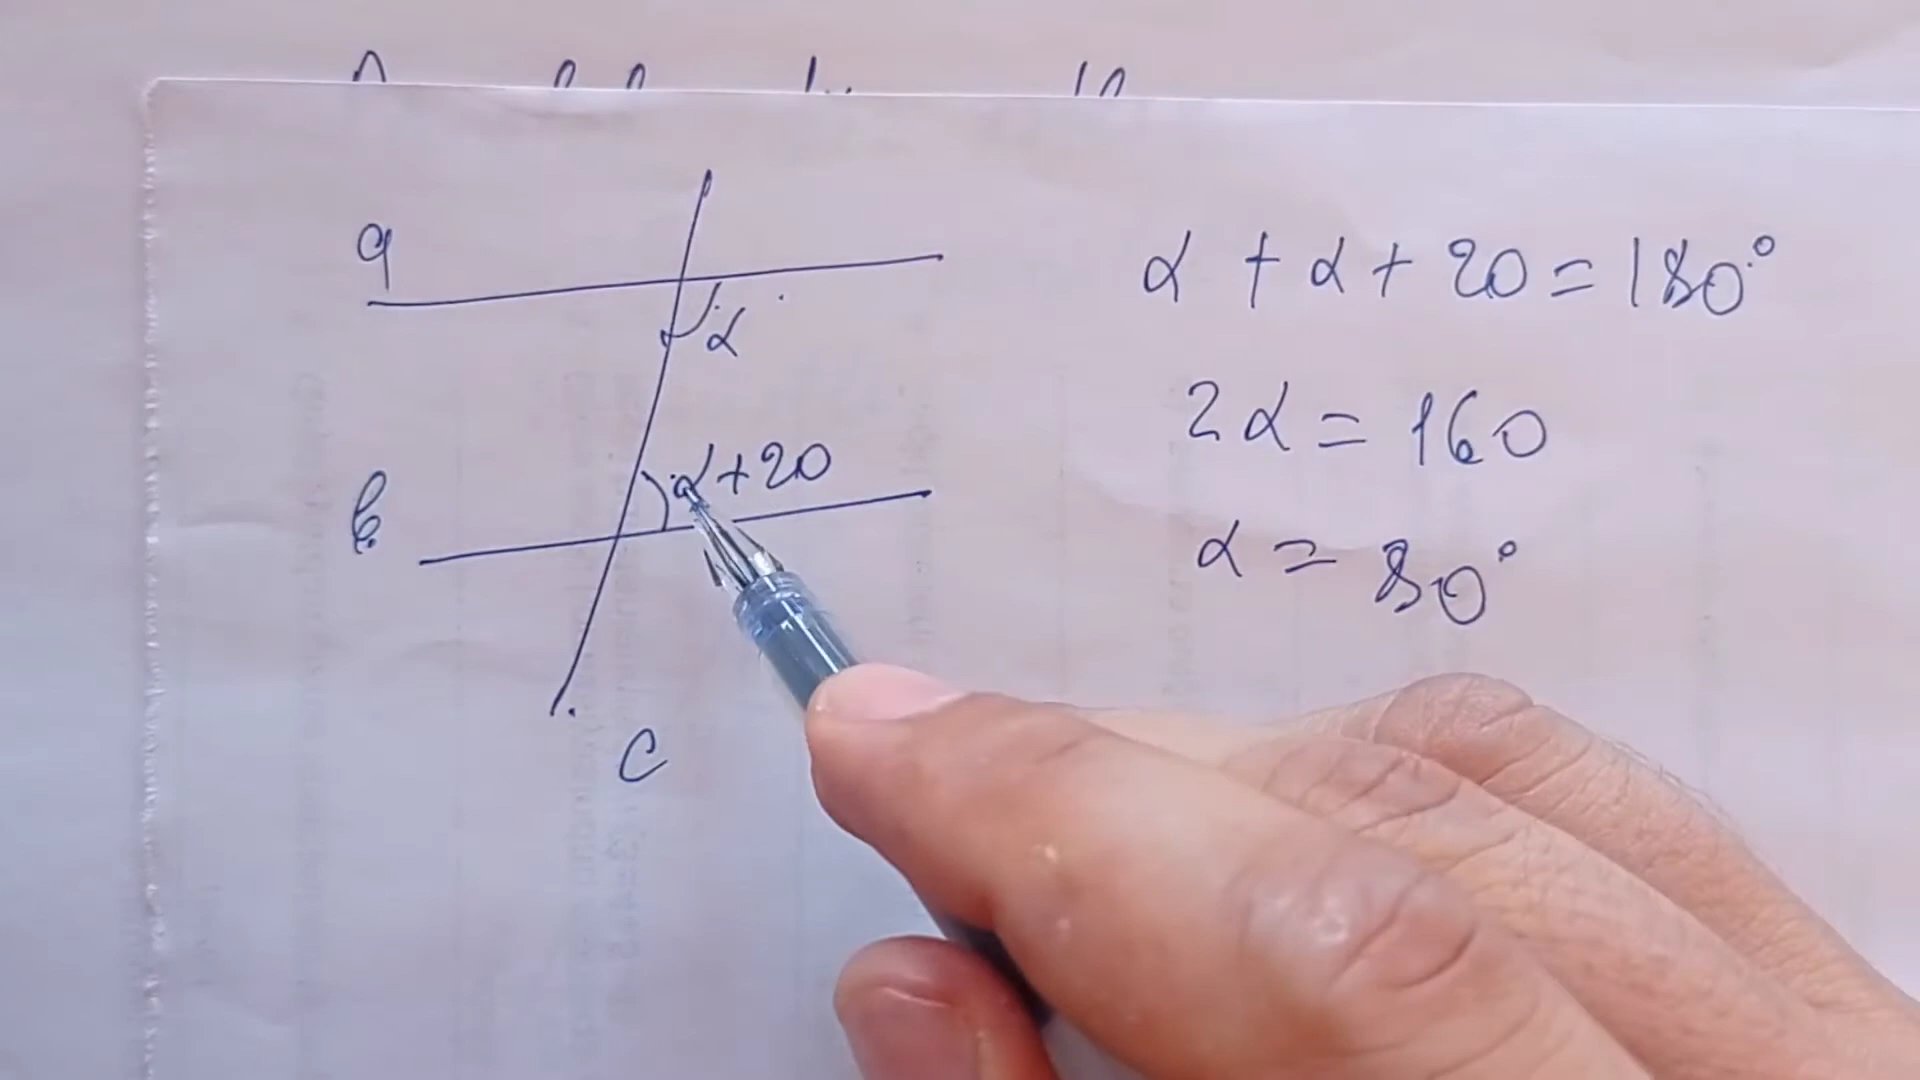 a
α
b
α+20
c
α + α + 20 = 180°
2α = 160
α = 80°